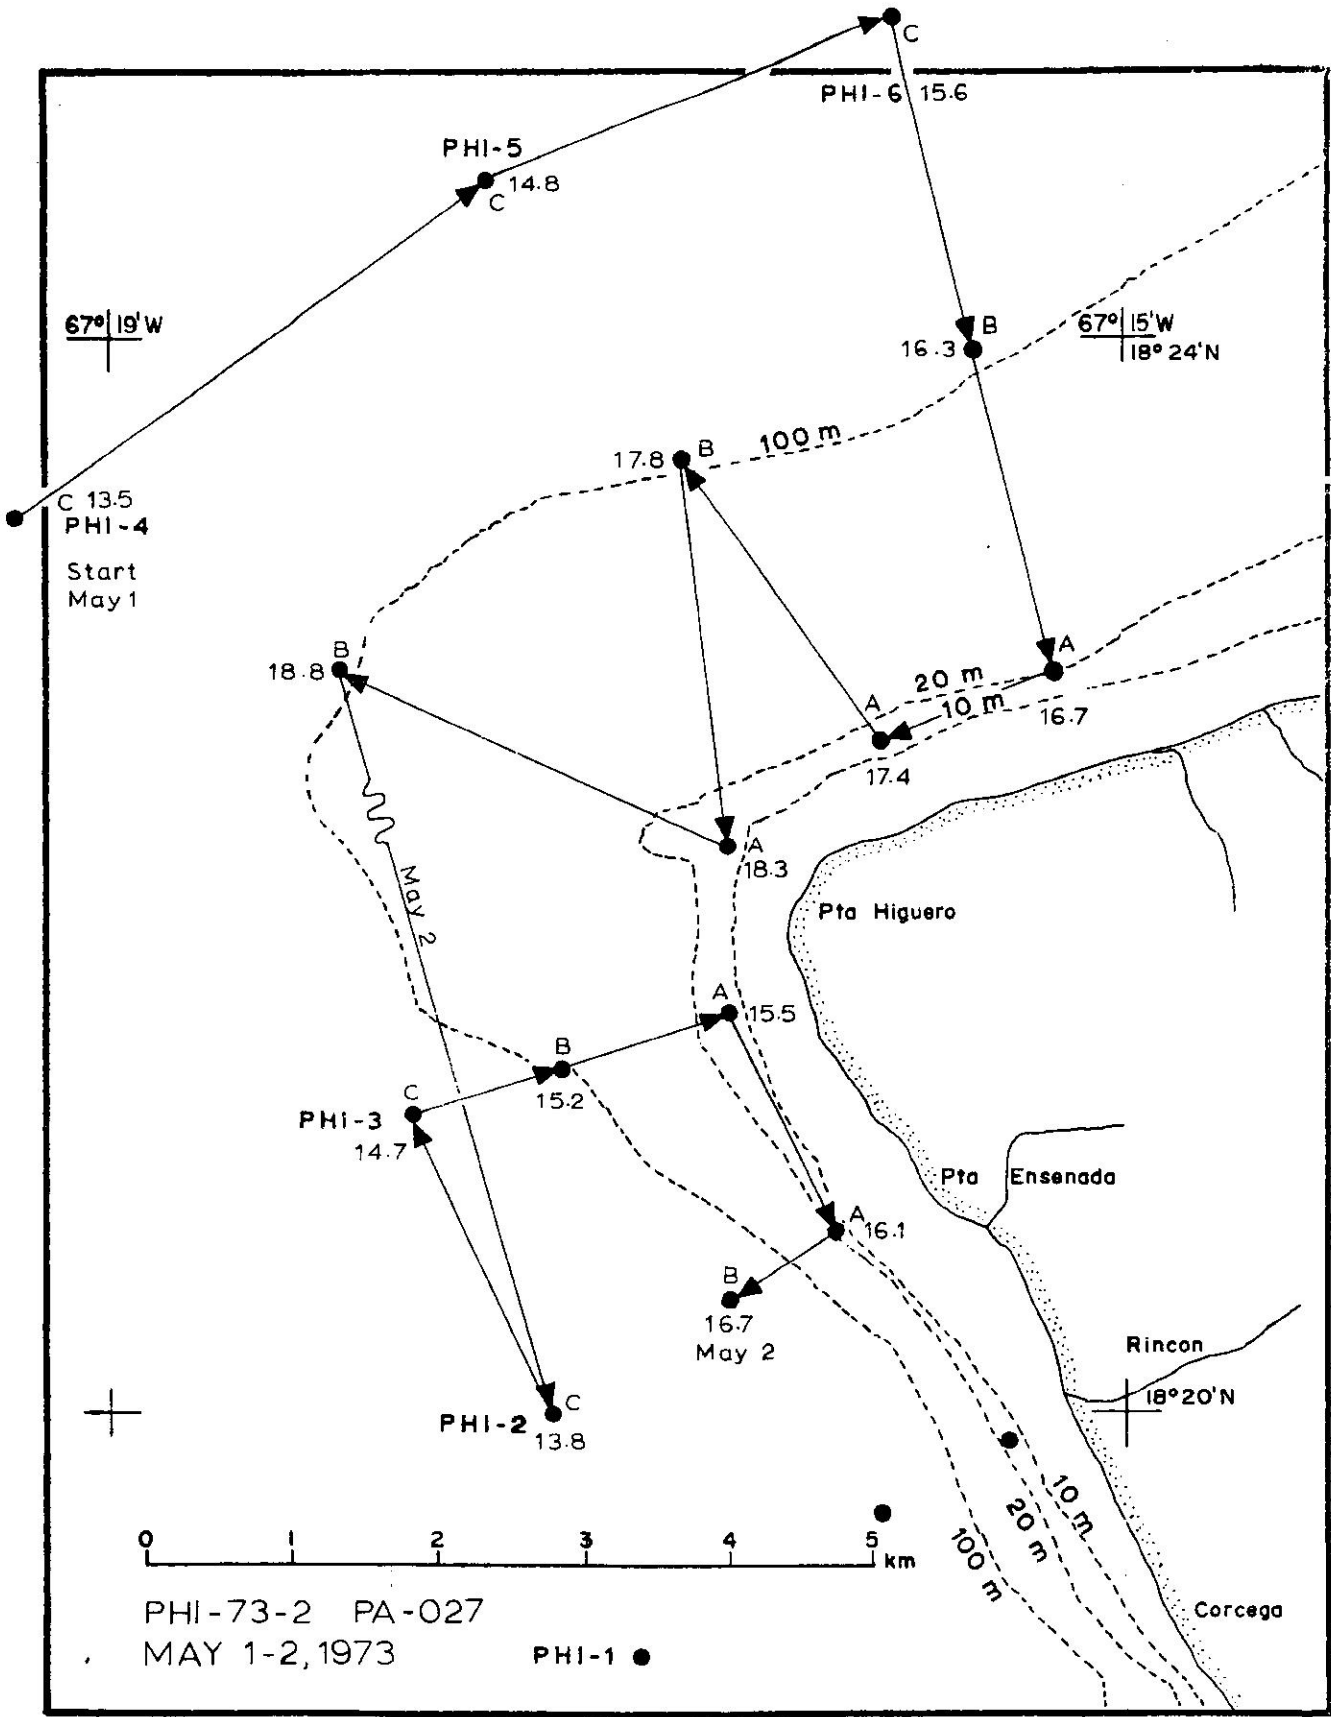 C
PHI-6 15.6
PHI-5
14.8
C
67° 19'W
B
16.3
67° 15'W
18° 24'N
100 m
17.8 B
C 13.5
PHI-4
Start
May 1
B
18.8
A
20 m
10 m
16.7
A
17.4
A
18.3
May 2
Pta Higuero
A
15.5
B
15.2
C
PHI-3
14.7
Pta Ensenada
A
16.1
B
16.7
May 2
Rincon
18° 20'N
C
PHI-2
13.8
10 m
20 m
100 m
0 1 2 3 4 5 km
Corcega
PHI-73-2 PA-027
MAY 1-2, 1973
PHI-1